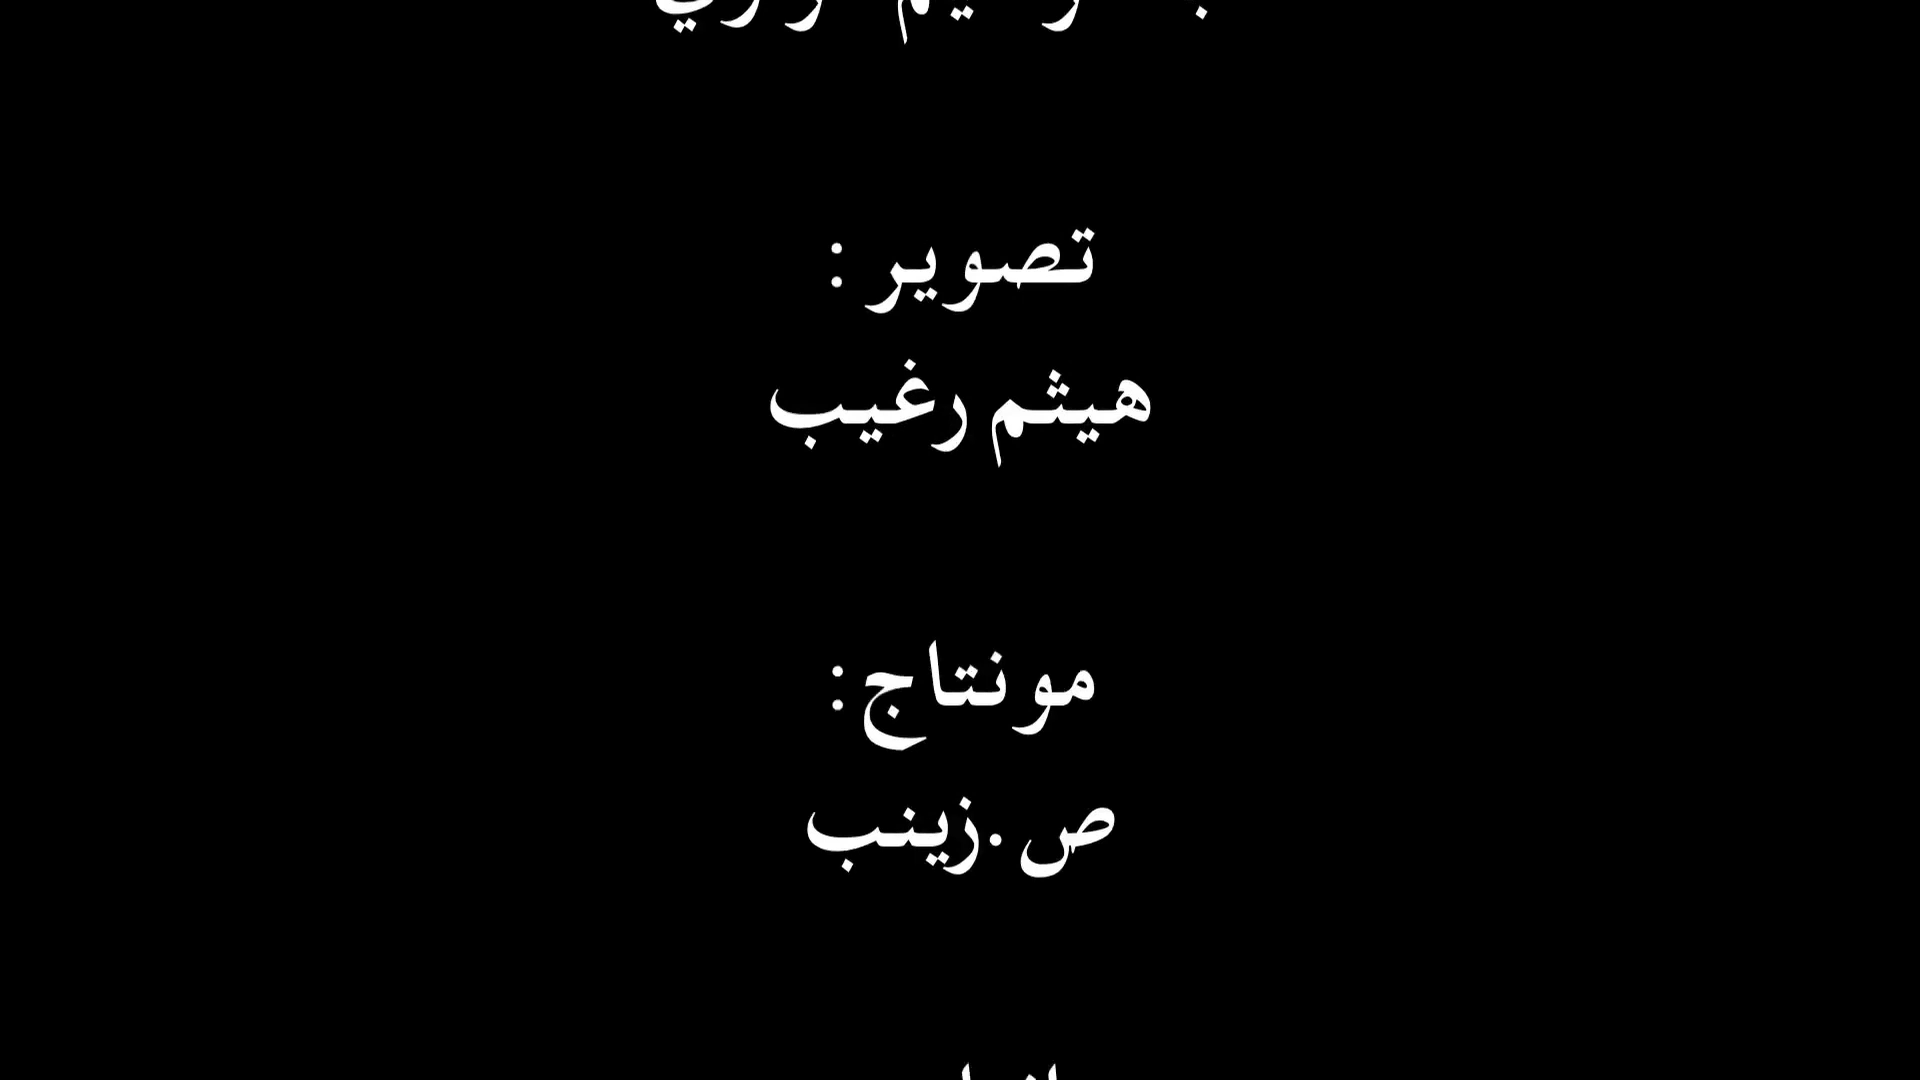 تصوير :
هيثم رغيب
مونتاج :
ص . زينب